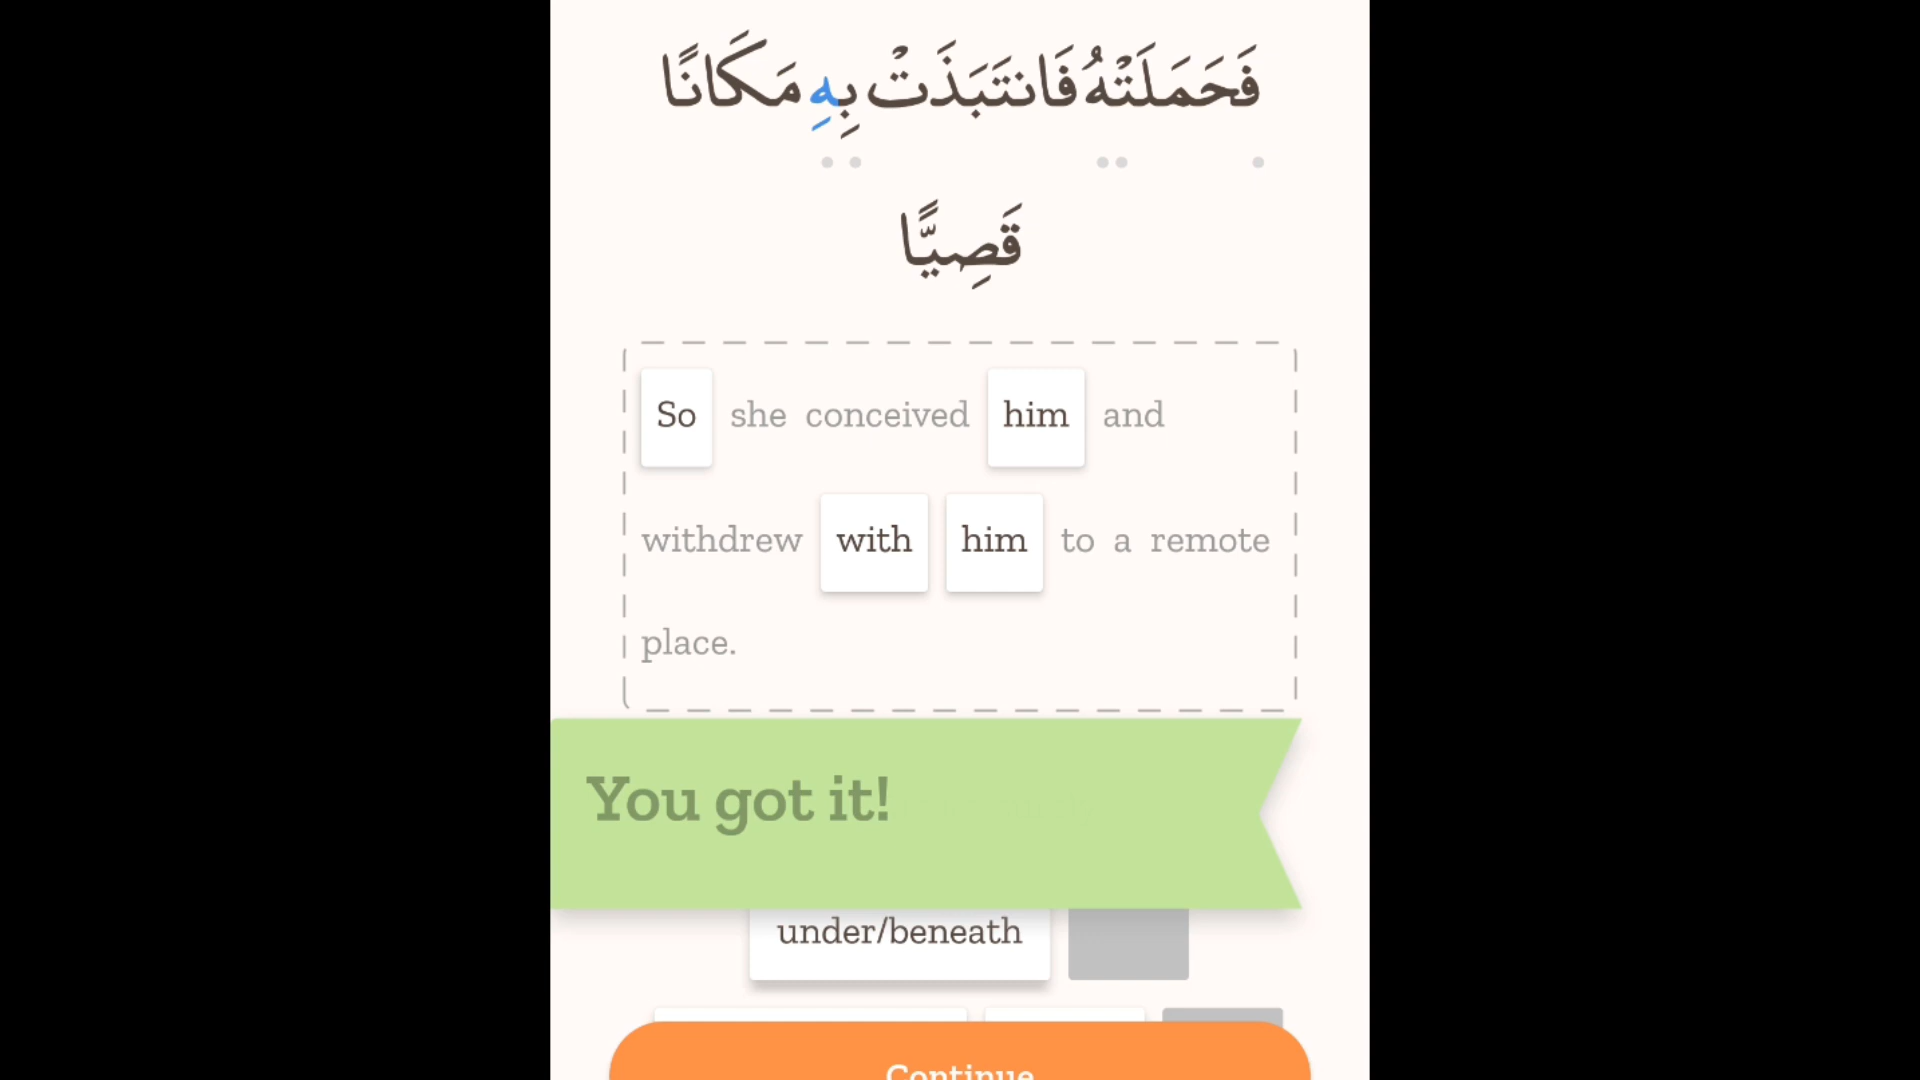 فَحَمَلَتْهُ فَانتَبَذَتْ بِهِ مَكَانًا
قَصِيًّا
So she conceived him and
withdrew with him to a remote
place.
You got it!
under/beneath
Continue